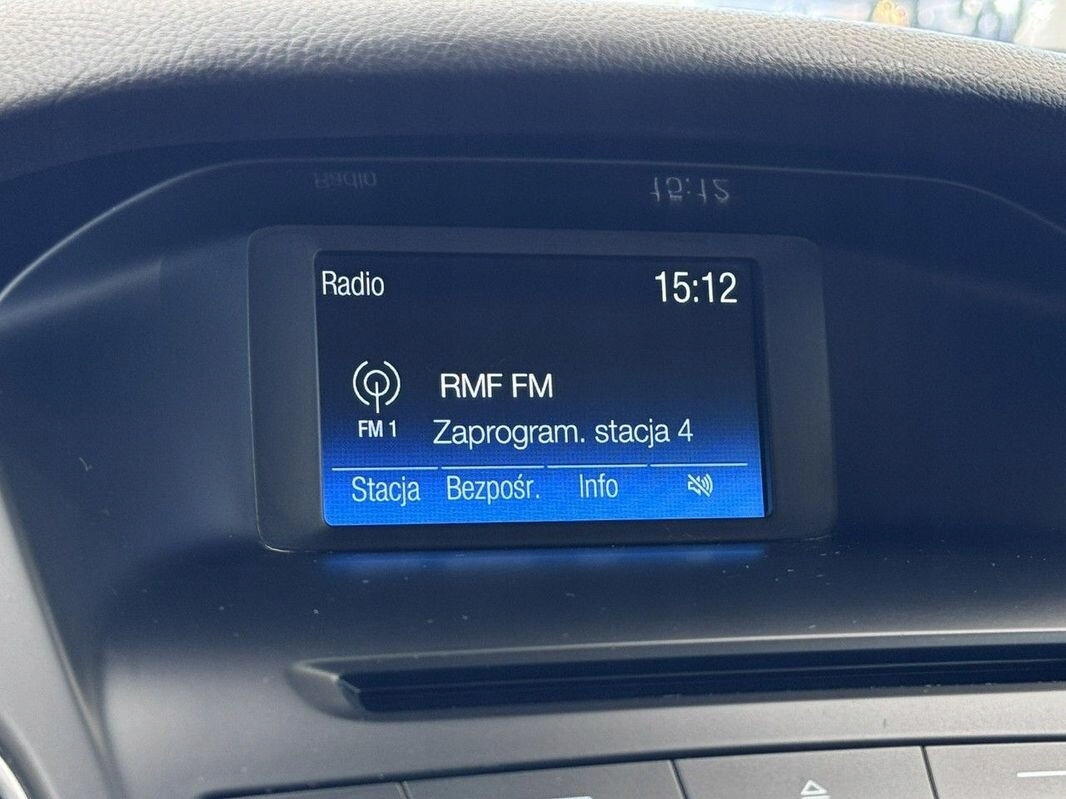 Radio 15:12
RMF FM
FM 1
Zaprogram. stacja 4
Stacja Bezpośr. Info